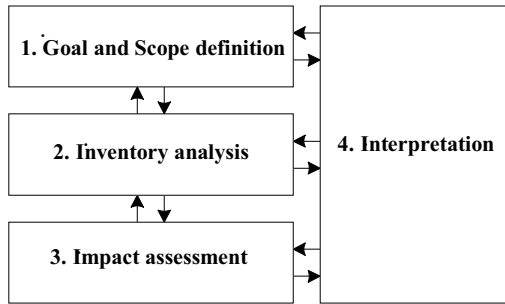 1. Goal and Scope definition
2. Inventory analysis
4. Interpretation
3. Impact assessment